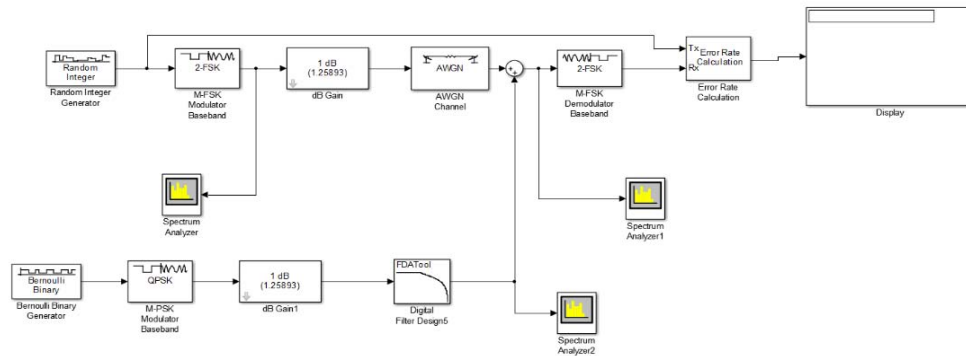 Random
Integer
Random Integer
Generator
2-FSK
M-FSK
Modulator
Baseband
1 dB
(1.25893)
dB Gain
AWGN
AWGN
Channel
2-FSK
M-FSK
Demodulator
Baseband
Tx
Rx
Error Rate
Calculation
Error Rate
Calculation
Display
Spectrum
Analyzer
Spectrum
Analyzer1
Bernoulli
Binary
Bernoulli Binary
Generator
QPSK
M-PSK
Modulator
Baseband
1 dB
(1.25893)
dB Gain1
FDATool
Digital
Filter Design5
Spectrum
Analyzer2